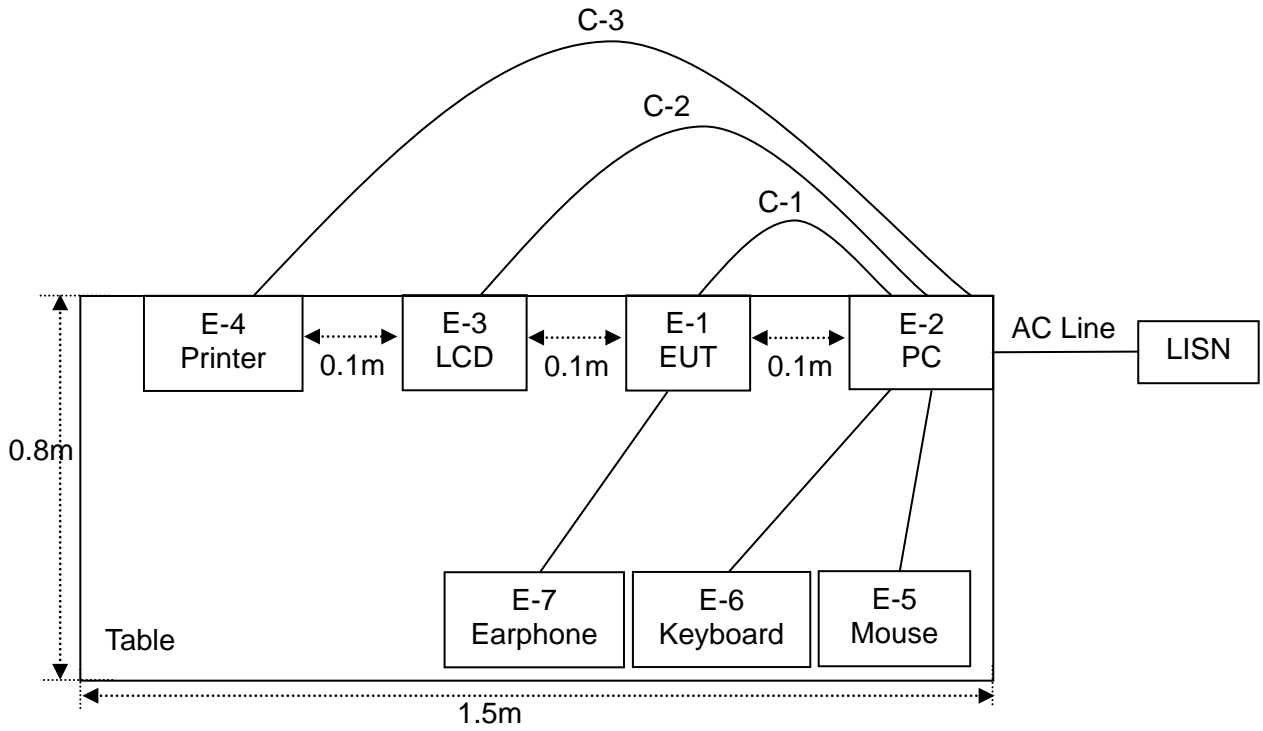 C-3
C-2
C-1
E-4
Printer
E-3
LCD
E-1
EUT
E-2
PC
0.1m
0.1m
0.1m
AC Line
LISN
0.8m
E-7
Earphone
E-6
Keyboard
E-5
Mouse
Table
1.5m